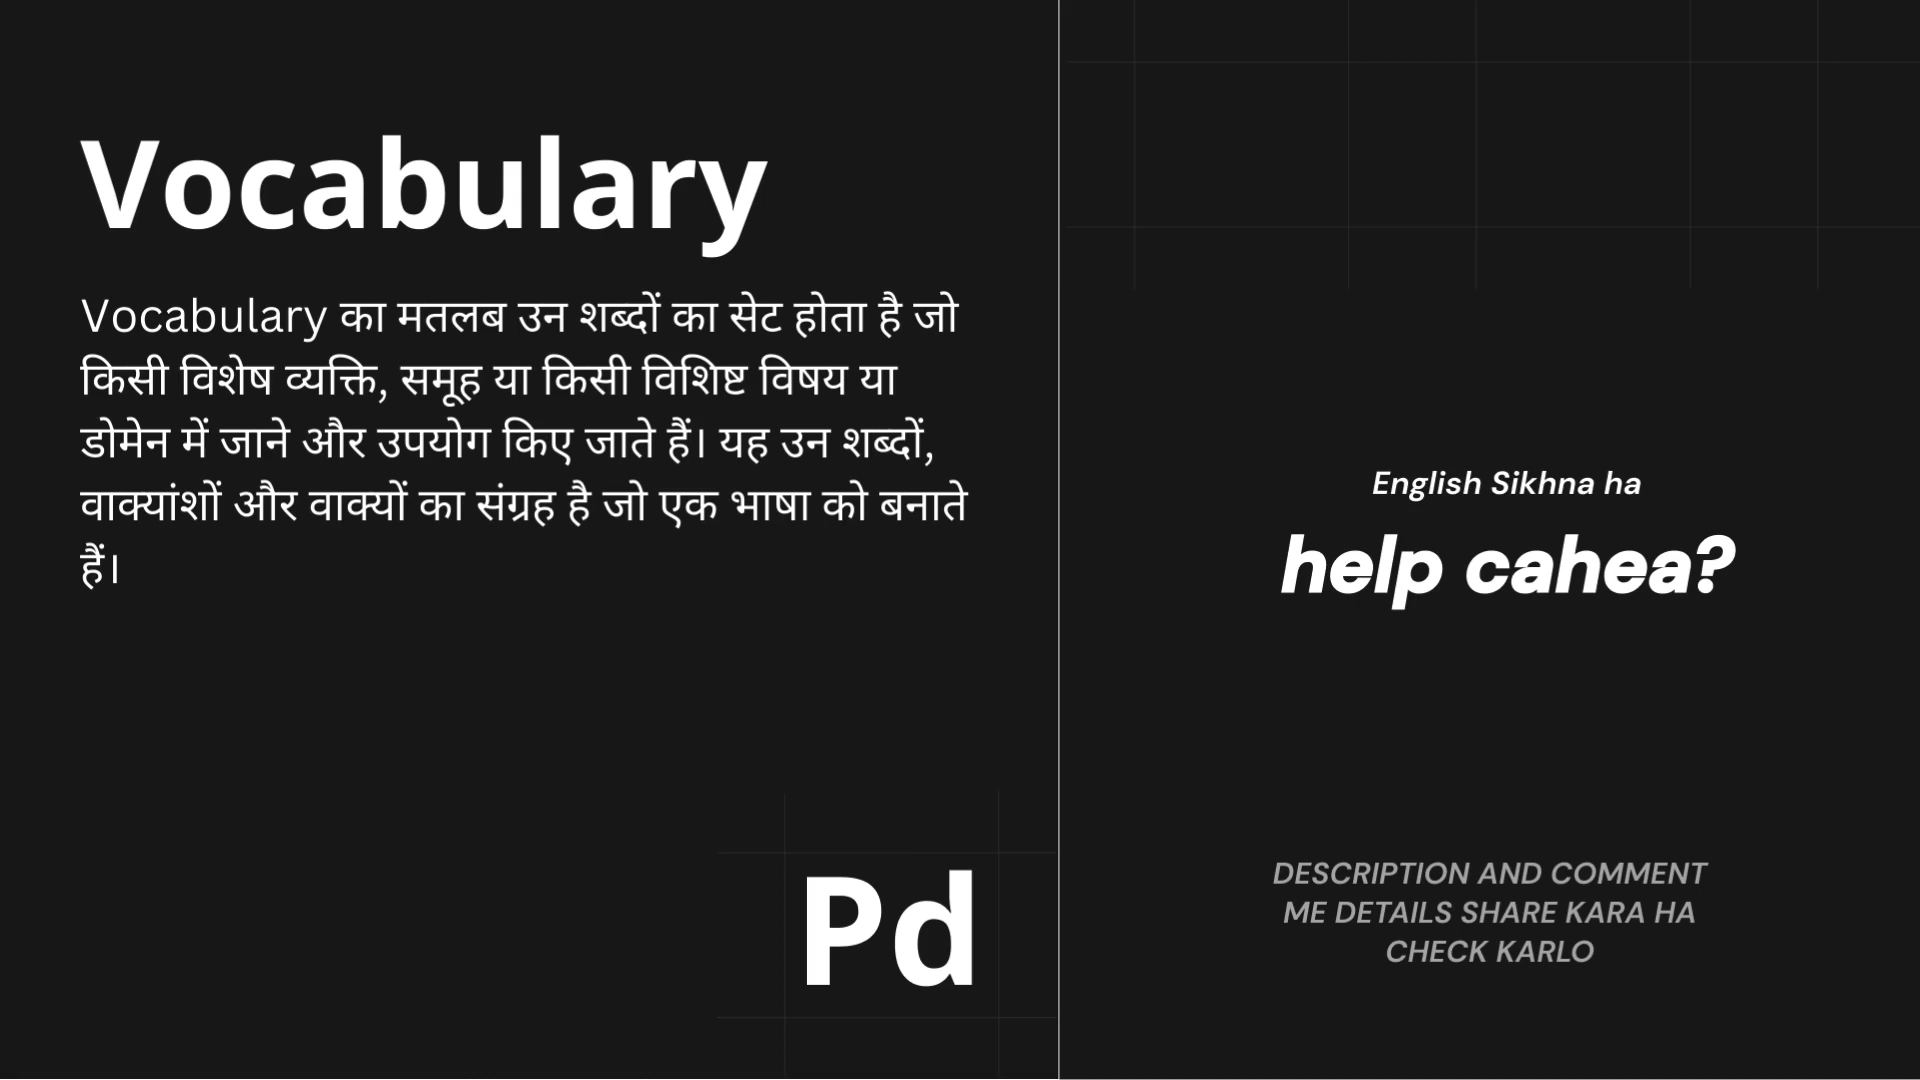 Vocabulary
Vocabulary का मतलब उन शब्दों का सेट होता है जो
किसी विशेष व्यक्ति, समूह या किसी विशिष्ट विषय या
डोमेन में जाने और उपयोग किए जाते हैं। यह उन शब्दों,
वाक्यांशों और वाक्यों का संग्रह है जो एक भाषा को बनाते
हैं।
Pd
English Sikhna ha
help cahea?
DESCRIPTION AND COMMENT
ME DETAILS SHARE KARA HA
CHECK KARLO